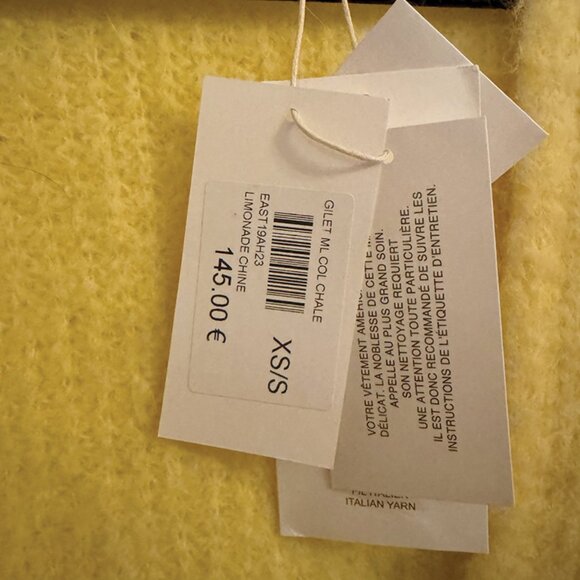 GILET ML COL CHALE
EAST19AH23
LIMONADE CHINE
XS/S
145.00 €
VOTRE VÊTEMENT AMERIC
DÉLICAT. LA NOBLESSE DE CETTE M
APPELLE AU PLUS GRAND SOIN.
SON NETTOYAGE REQUIERT
UNE ATTENTION TOUTE PARTICULIÈRE.
IL EST DONC RECOMMANDÉ DE SUIVRE LES
INSTRUCTIONS DE L'ÉTIQUETTE D'ENTRETIEN.
ITALIAN YARN